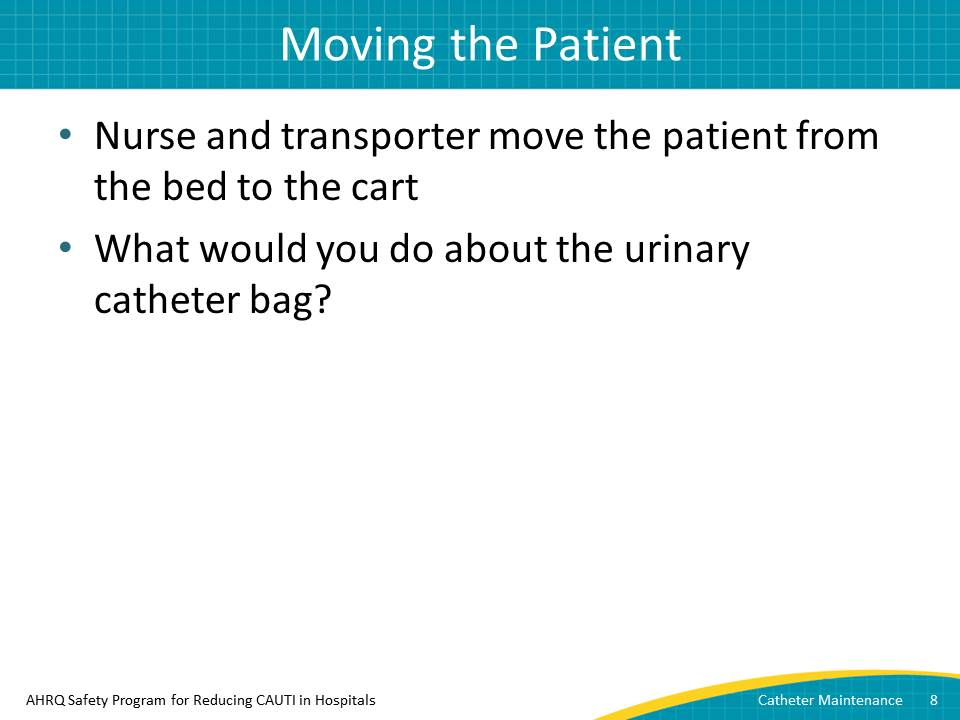 Moving the Patient
• Nurse and transporter move the patient from
the bed to the cart
• What would you do about the urinary
catheter bag?
AHRQ Safety Program for Reducing CAUTI in Hospitals
Catheter Maintenance 8